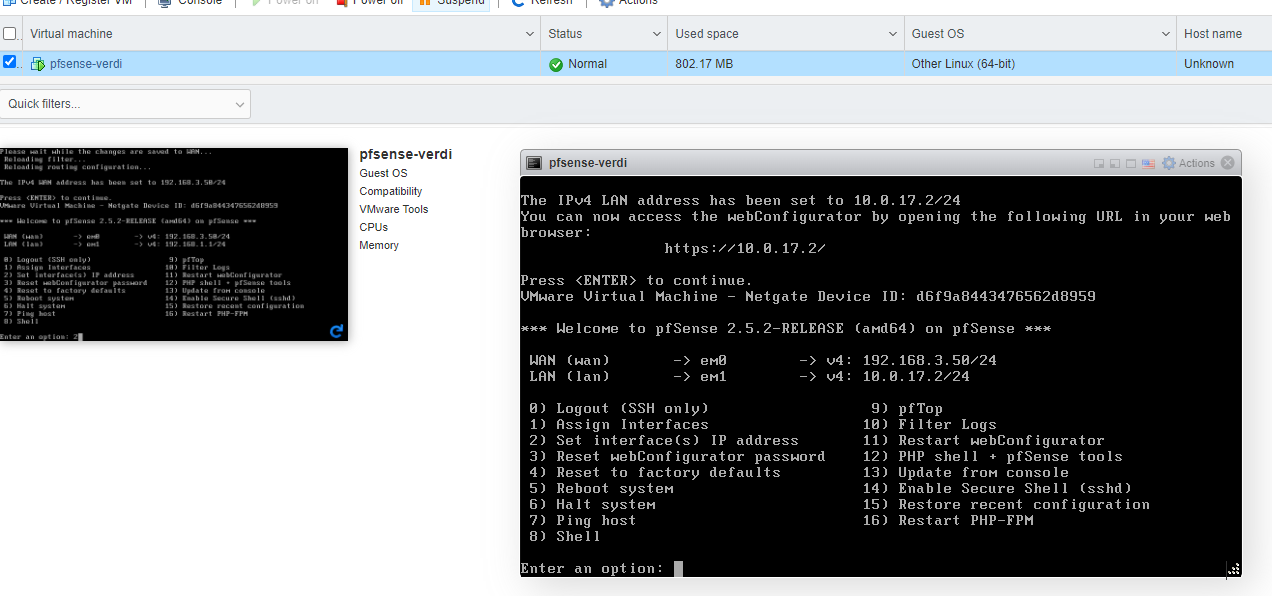 Create / Register VM Console Power on Power off Suspend Refresh Actions
Virtual machine Status Used space Guest OS Host name
pfsense-verdi Normal 802.17 MB Other Linux (64-bit) Unknown
Quick filters...
Please wait while the changes are saved to WAN...
Reloading filter...
Reloading routing configuration...
The IPv4 WAN address has been set to 192.168.3.50/24
Press <ENTER> to continue.
VMware Virtual Machine - Netgate Device ID: d6f9a8443476562d8959
*** Welcome to pfSense 2.5.2-RELEASE (amd64) on pfSense ***
WAN (wan) -> em0 -> v4: 192.168.3.50/24
LAN (lan) -> em1 -> v4: 192.168.1.1/24
0) Logout (SSH only) 9) pfTop
1) Assign Interfaces 10) Filter Logs
2) Set interface(s) IP address 11) Restart webConfigurator
3) Reset webConfigurator password 12) PHP shell + pfSense tools
4) Reset to factory defaults 13) Update from console
5) Reboot system 14) Enable Secure Shell (sshd)
6) Halt system 15) Restore recent configuration
7) Ping host 16) Restart PHP-FPM
8) Shell
Enter an option: 2
pfsense-verdi
Guest OS
Compatibility
VMware Tools
CPUs
Memory
pfsense-verdi Actions
The IPv4 LAN address has been set to 10.0.17.2/24
You can now access the webConfigurator by opening the following URL in your web
browser:
https://10.0.17.2/
Press <ENTER> to continue.
VMware Virtual Machine - Netgate Device ID: d6f9a8443476562d8959
*** Welcome to pfSense 2.5.2-RELEASE (amd64) on pfSense ***
WAN (wan) -> em0 -> v4: 192.168.3.50/24
LAN (lan) -> em1 -> v4: 10.0.17.2/24
0) Logout (SSH only) 9) pfTop
1) Assign Interfaces 10) Filter Logs
2) Set interface(s) IP address 11) Restart webConfigurator
3) Reset webConfigurator password 12) PHP shell + pfSense tools
4) Reset to factory defaults 13) Update from console
5) Reboot system 14) Enable Secure Shell (sshd)
6) Halt system 15) Restore recent configuration
7) Ping host 16) Restart PHP-FPM
8) Shell
Enter an option: